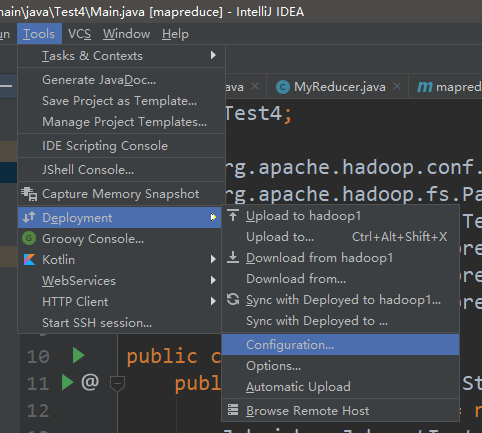 main\java\Test4\Main.java [mapreduce] - IntelliJ IDEA
Tools VCS Window Help
Tasks & Contexts
Generate JavaDoc...
Save Project as Template...
Manage Project Templates...
IDE Scripting Console
JShell Console...
Capture Memory Snapshot
Deployment
Groovy Console...
Kotlin
WebServices
HTTP Client
Start SSH session...
Upload to hadoop1
Upload to... Ctrl+Alt+Shift+X
Download from hadoop1
Download from...
Sync with Deployed to hadoop1...
Sync with Deployed to ...
Configuration...
Options...
Automatic Upload
Browse Remote Host
ava MyReducer.java mapred
Test4;
rg.apache.hadoop.conf.
rg.apache.hadoop.fs.Pa
10 public c
11 @ pub
12